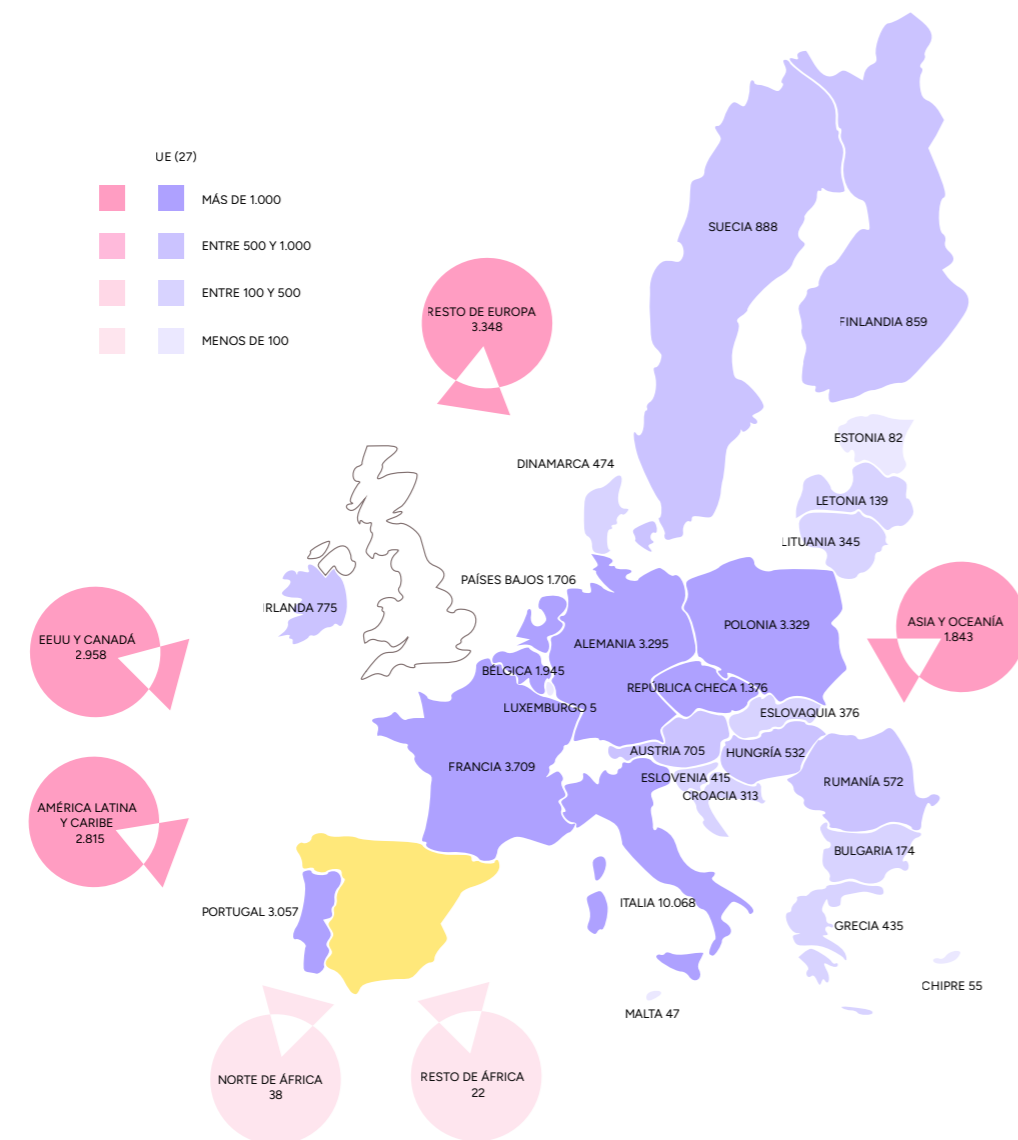 UE (27)
MÁS DE 1.000
ENTRE 500 Y 1.000
ENTRE 100 Y 500
MENOS DE 100
SUECIA 888
FINLANDIA 859
RESTO DE EUROPA
3.348
ESTONIA 82
DINAMARCA 474
LETONIA 139
LITUANIA 345
PAÍSES BAJOS 1.706
IRLANDA 775
EEUU Y CANADÁ
2.958
ALEMANIA 3.295
POLONIA 3.329
ASIA Y OCEANÍA
1.843
BÉLGICA 1.945
REPÚBLICA CHECA 1.376
LUXEMBURGO 5
ESLOVAQUIA 376
AUSTRIA 705
HUNGRÍA 532
FRANCIA 3.709
ESLOVENIA 415
RUMANÍA 572
CROACIA 313
AMÉRICA LATINA
Y CARIBE
2.815
BULGARIA 174
ITALIA 10.068
PORTUGAL 3.057
GRECIA 435
CHIPRE 55
MALTA 47
NORTE DE ÁFRICA
38
RESTO DE ÁFRICA
22